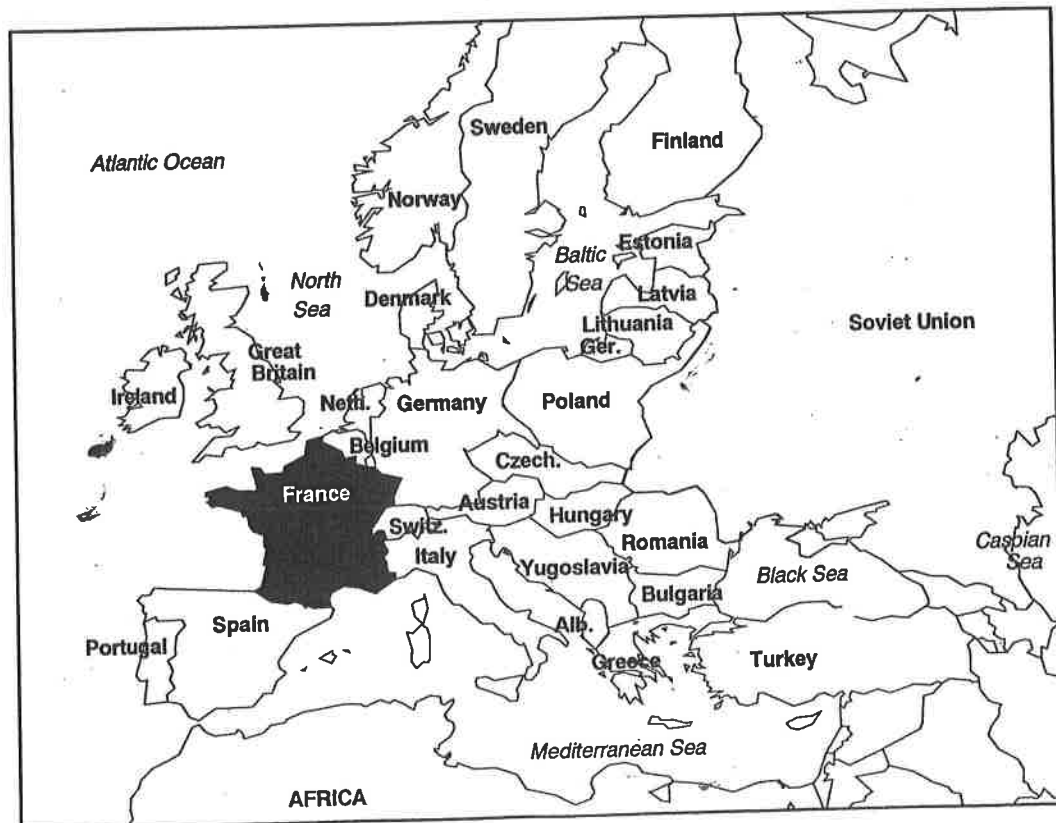 Sweden
Finland
Atlantic Ocean
Norway
Estonia
Baltic
Sea
North
Sea
Denmark
Latvia
Lithuania
Soviet Union
Ger.
Great
Britain
Ireland
Neth.
Germany
Poland
Belgium
Czech.
France
Austria
Hungary
Switz.
Romania
Caspian
Sea
Italy
Yugoslavia
Black Sea
Bulgaria
Alb.
Spain
Portugal
Greece
Turkey
Mediterranean Sea
AFRICA